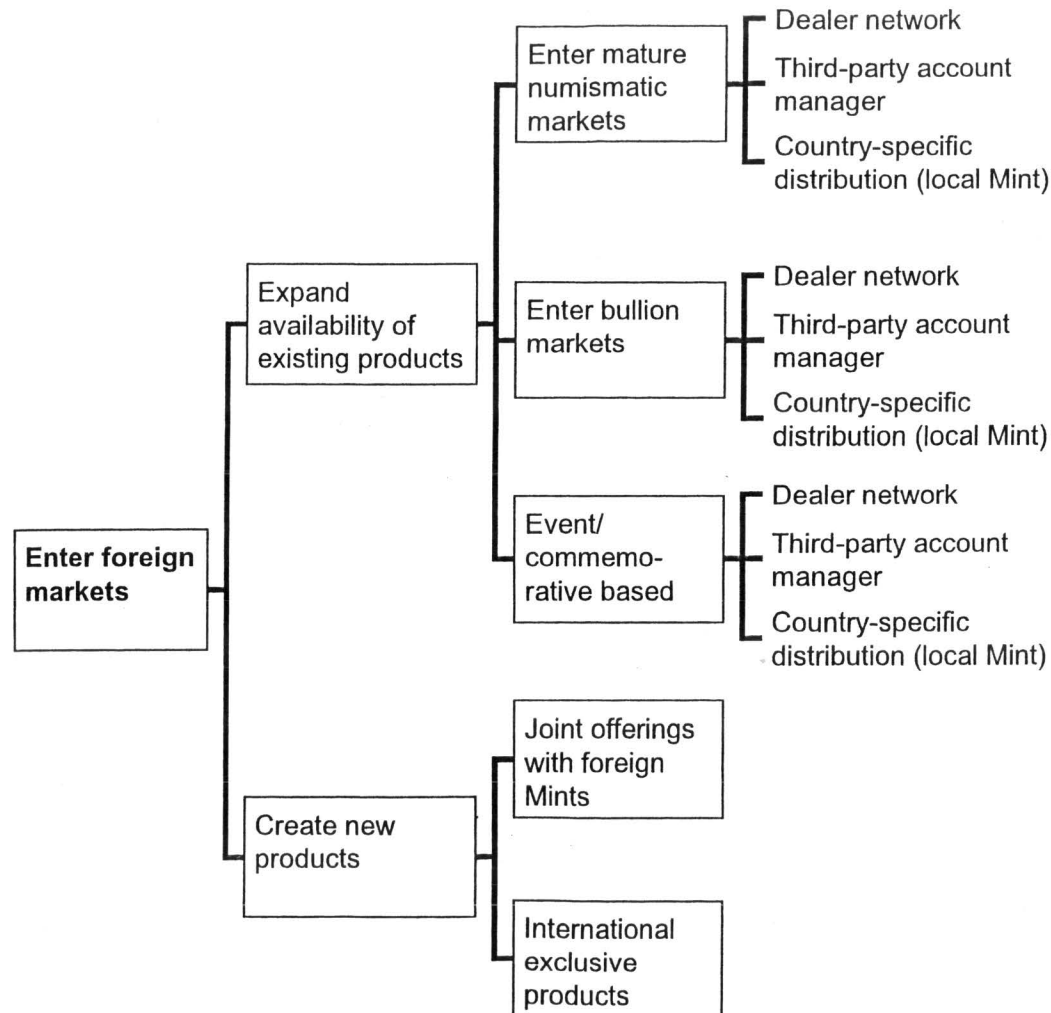 Enter foreign
markets
Expand
availability of
existing products
Enter mature
numismatic
markets
Dealer network
Third-party account
manager
Country-specific
distribution (local Mint)
Enter bullion
markets
Dealer network
Third-party account
manager
Country-specific
distribution (local Mint)
Event/
commemo-
rative based
Dealer network
Third-party account
manager
Country-specific
distribution (local Mint)
Create new
products
Joint offerings
with foreign
Mints
International
exclusive
products